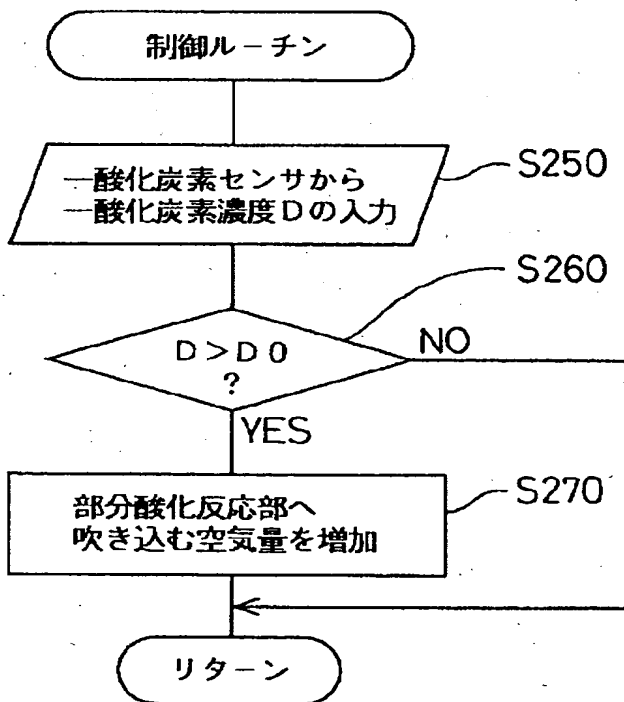 制御ルーチン
一酸化炭素センサから
一酸化炭素濃度Dの入力
S250
S260
D>D0
?
NO
YES
部分酸化反応部へ
吹き込む空気量を増加
S270
リターン